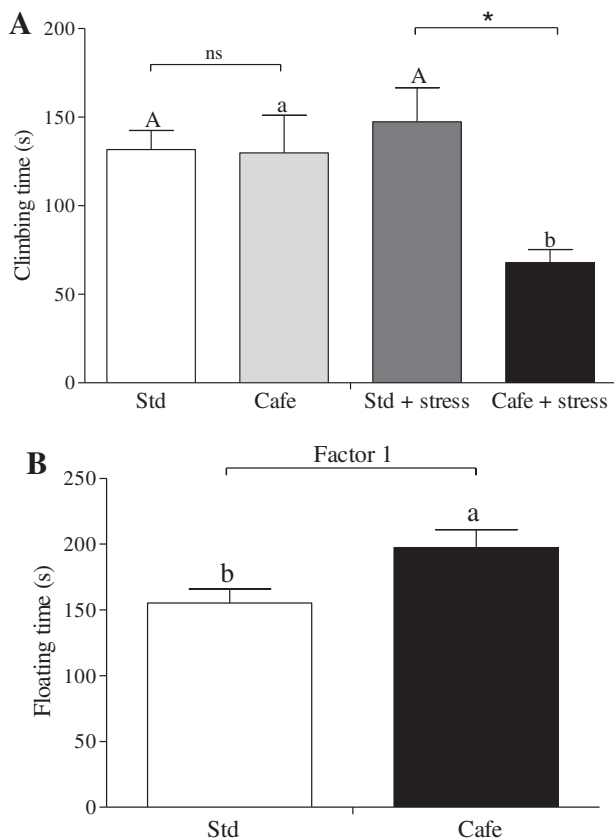 A
Climbing time (s)
200
150
100
50
0
ns
*
A
a
A
b
Std
Cafe
Std + stress
Cafe + stress
B
Factor 1
Floating time (s)
250
200
150
100
50
0
b
a
Std
Cafe